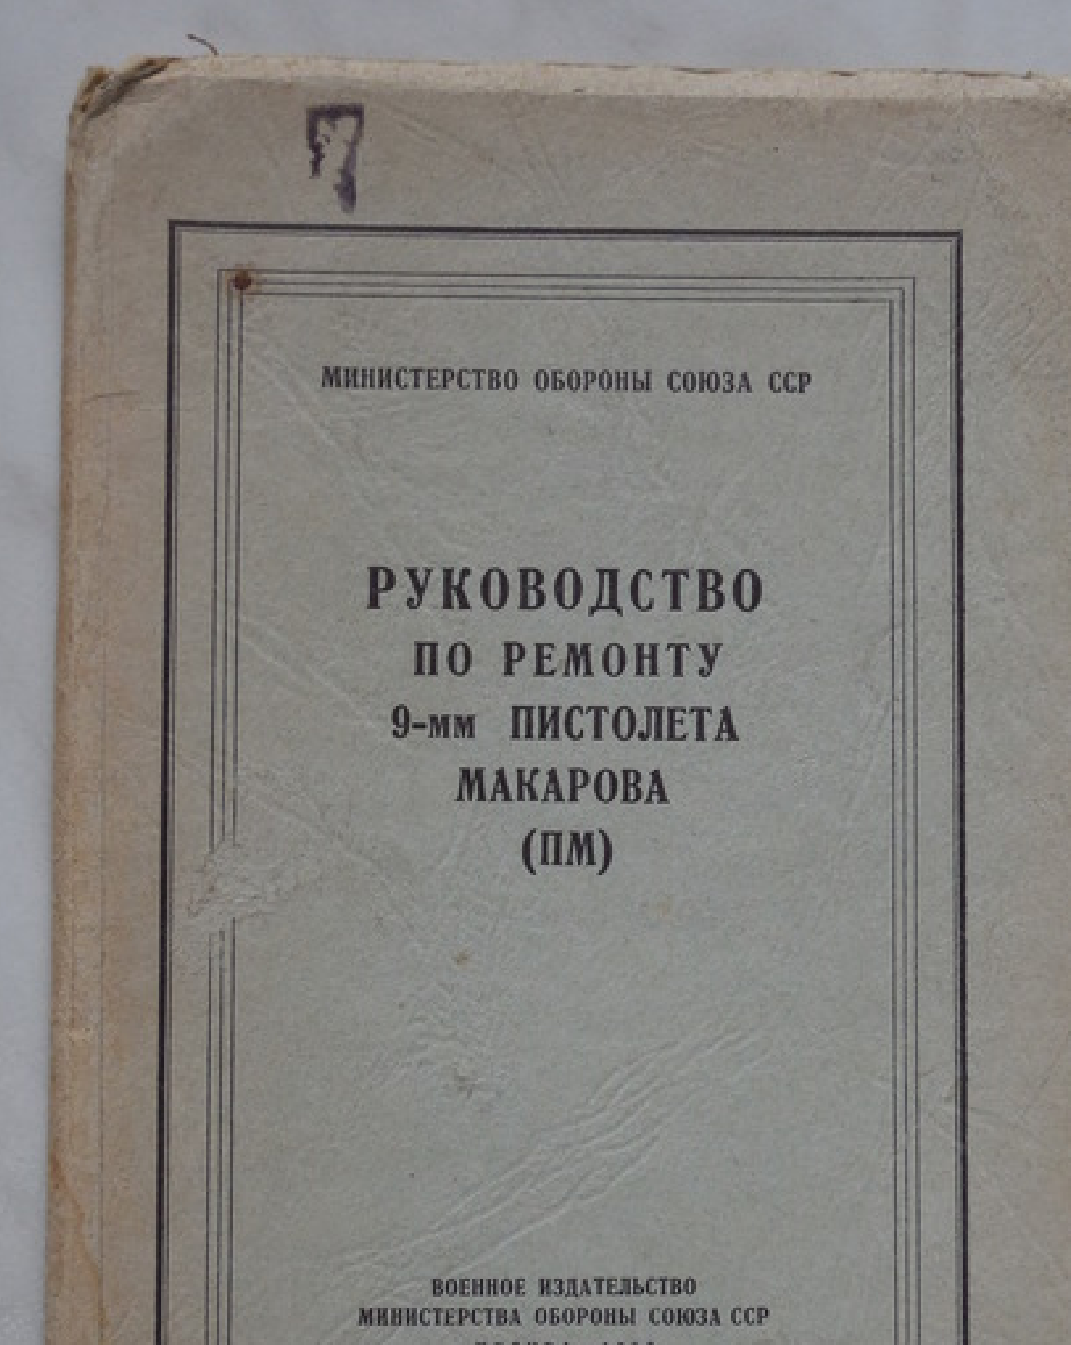 МИНИСТЕРСТВО ОБОРОНЫ СОЮЗА ССР
РУКОВОДСТВО
ПО РЕМОНТУ
9-мм ПИСТОЛЕТА
МАКАРОВА
(ПМ)
ВОЕННОЕ ИЗДАТЕЛЬСТВО
МИНИСТЕРСТВА ОБОРОНЫ СОЮЗА ССР